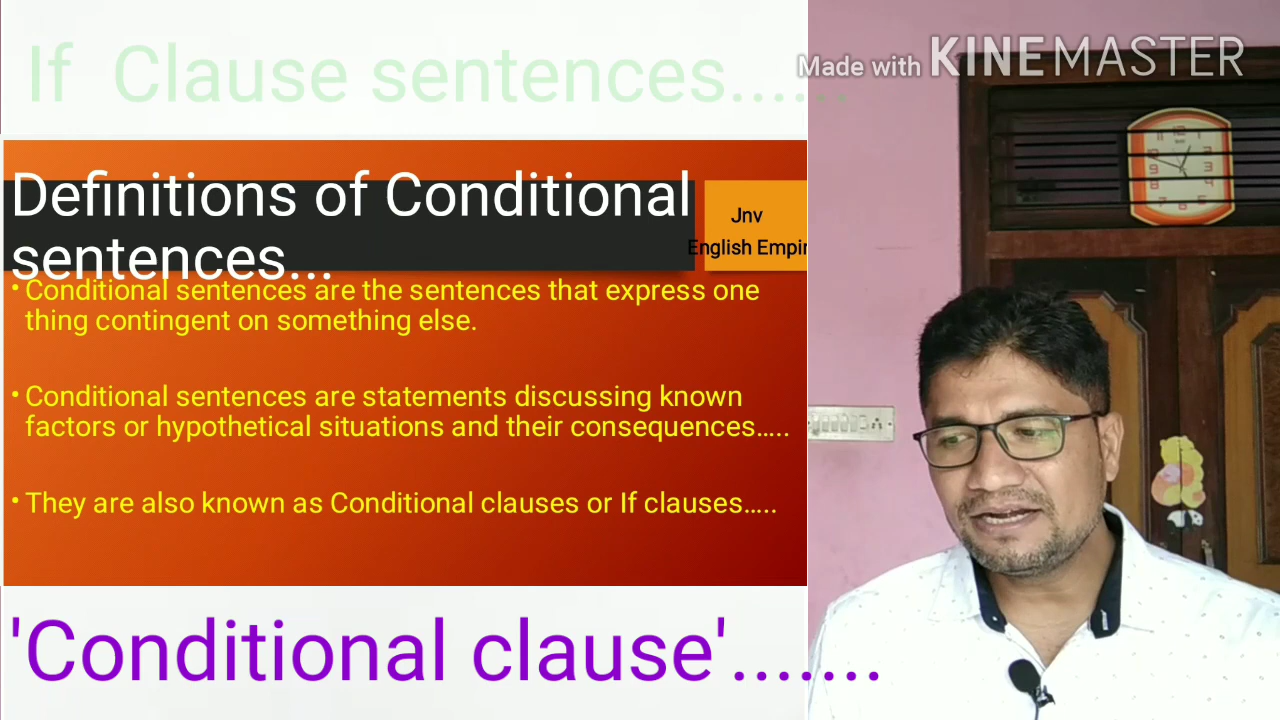 If Clause sentences......
Made with KINEMASTER
Definitions of Conditional
sentences...
Jnv
English Empir
• Conditional sentences are the sentences that express one
thing contingent on something else.
• Conditional sentences are statements discussing known
factors or hypothetical situations and their consequences.....
• They are also known as Conditional clauses or If clauses.....
'Conditional clause'.......